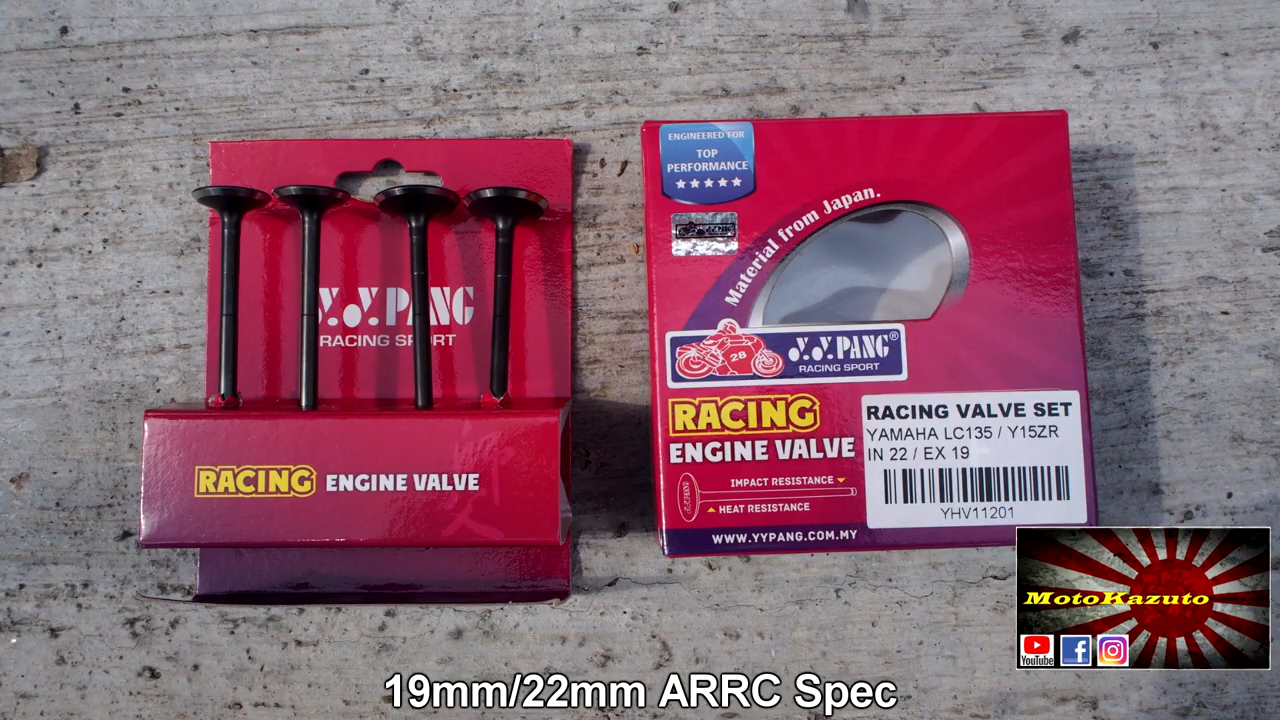 Y.Y.PANG
RACING SPORT
RACING ENGINE VALVE
ENGINEERED FOR
TOP
PERFORMANCE
Material from Japan.
28
Y.Y.PANG®
RACING SPORT
RACING
ENGINE VALVE
IMPACT RESISTANCE
HEAT RESISTANCE
WWW.YYPANG.COM.MY
RACING VALVE SET
YAMAHA LC135 / Y15ZR
IN 22 / EX 19
YHV11201
MotoKazuto
YouTube
19mm/22mm ARRC Spec